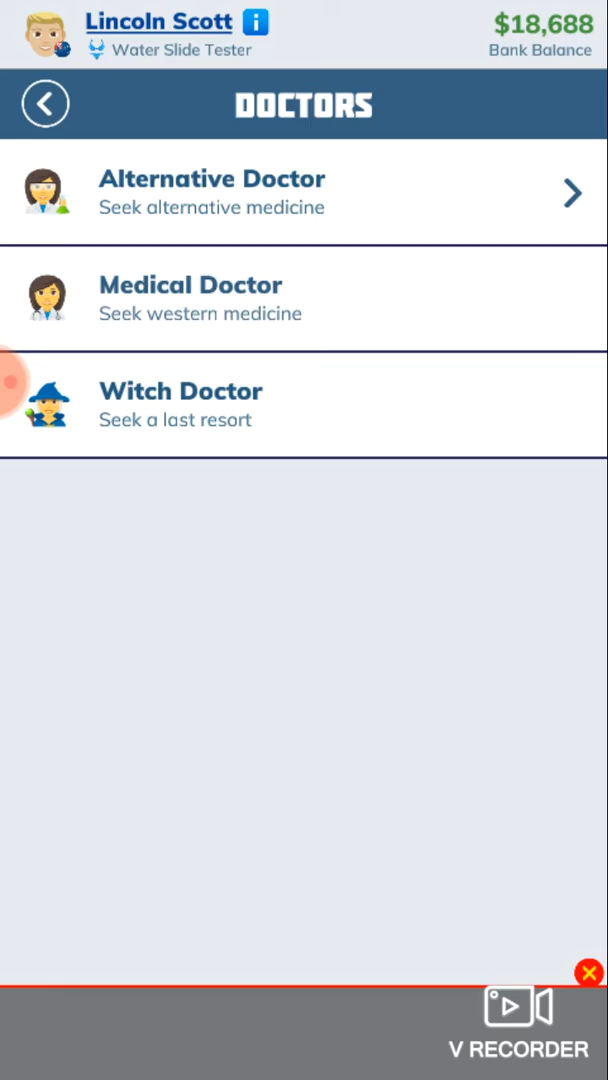 Lincoln Scott
$18,688
Water Slide Tester
Bank Balance
DOCTORS
Alternative Doctor
Seek alternative medicine
Medical Doctor
Seek western medicine
Witch Doctor
Seek a last resort
V RECORDER